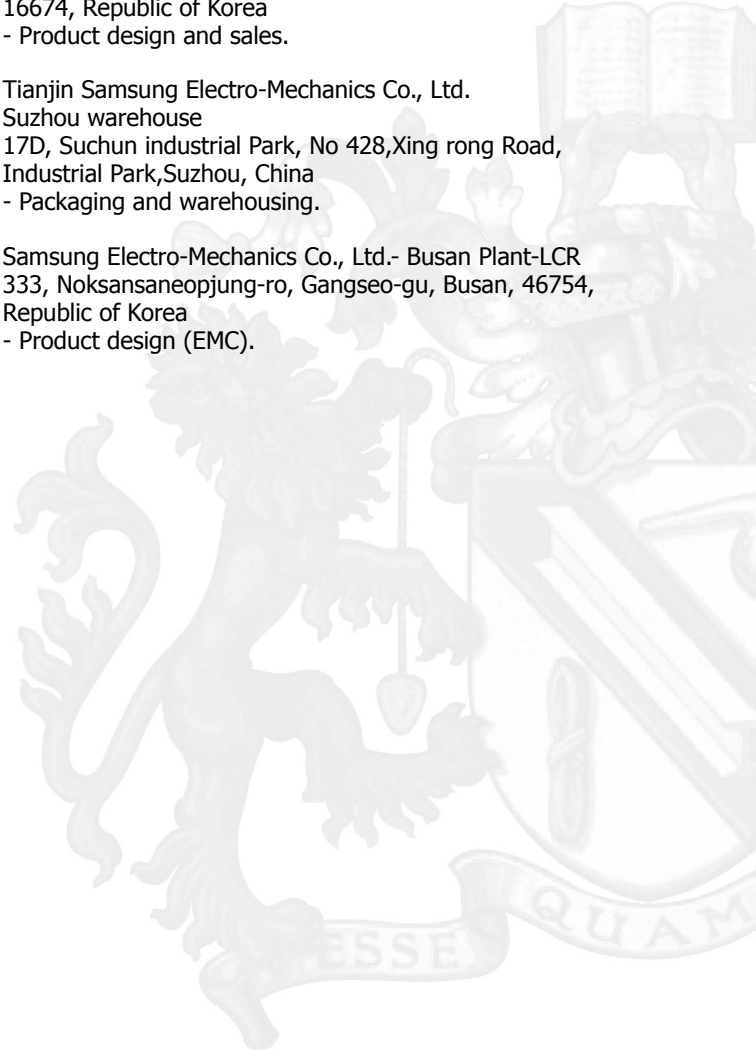 16674, Republic of Korea
- Product design and sales.
Tianjin Samsung Electro-Mechanics Co., Ltd.
Suzhou warehouse
17D, Suchun industrial Park, No 428,Xing rong Road,
Industrial Park,Suzhou, China
- Packaging and warehousing.
Samsung Electro-Mechanics Co., Ltd.- Busan Plant-LCR
333, Noksansaneopjung-ro, Gangseo-gu, Busan, 46754,
Republic of Korea
- Product design (EMC).
ESSE QUAM